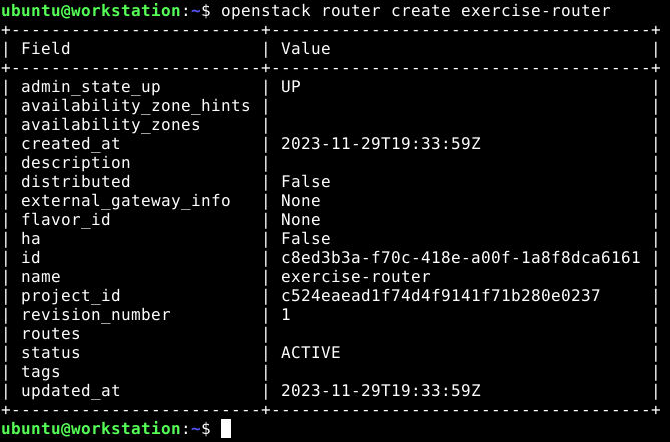 ubuntu@workstation:~$ openstack router create exercise-router
+-------------------------+--------------------------------------+
| Field                   | Value                                |
+-------------------------+--------------------------------------+
| admin_state_up          | UP                                   |
| availability_zone_hints |                                      |
| availability_zones      |                                      |
| created_at              | 2023-11-29T19:33:59Z                 |
| description             |                                      |
| distributed             | False                                |
| external_gateway_info   | None                                 |
| flavor_id               | None                                 |
| ha                      | False                                |
| id                      | c8ed3b3a-f70c-418e-a00f-1a8f8dca6161 |
| name                    | exercise-router                      |
| project_id              | c524eaead1f74d4f9141f71b280e0237     |
| revision_number         | 1                                    |
| routes                  |                                      |
| status                  | ACTIVE                               |
| tags                    |                                      |
| updated_at              | 2023-11-29T19:33:59Z                 |
+-------------------------+--------------------------------------+
ubuntu@workstation:~$